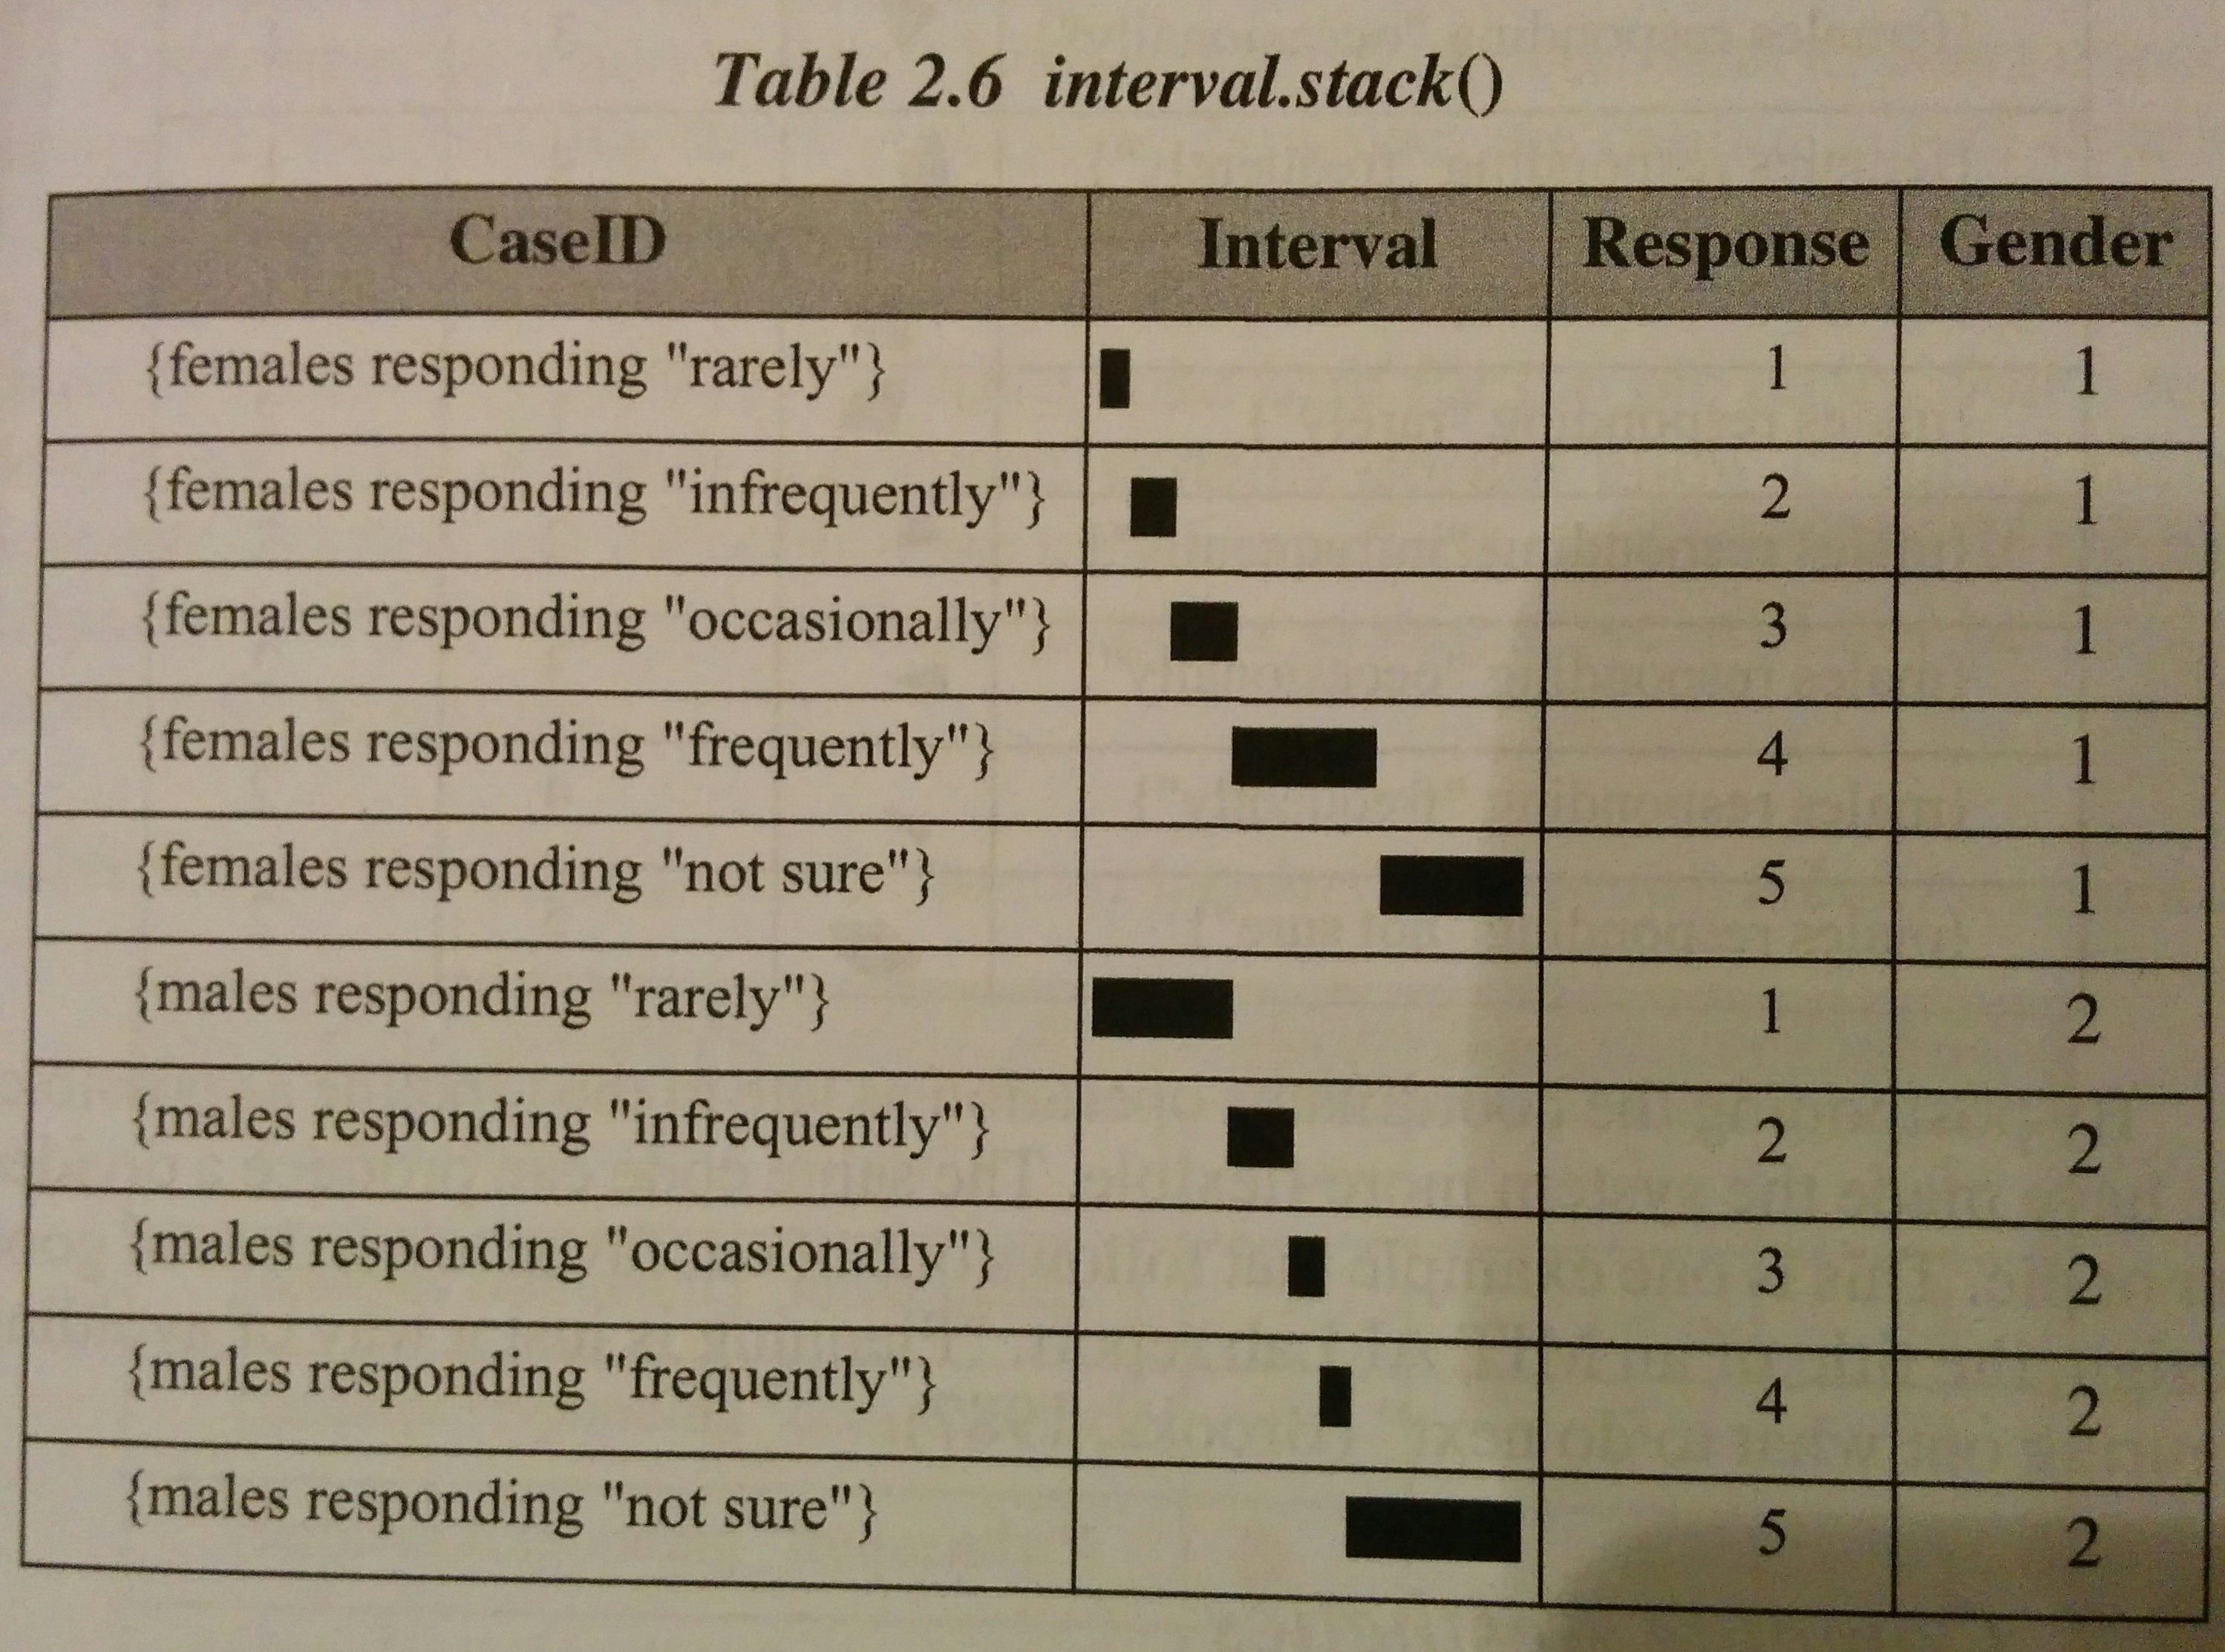 Table 2.6 interval.stack()
CaseID Interval Response Gender
{females responding "rarely"} 1 1
{females responding "infrequently"} 2 1
{females responding "occasionally"} 3 1
{females responding "frequently"} 4 1
{females responding "not sure"} 5 1
{males responding "rarely"} 1 2
{males responding "infrequently"} 2 2
{males responding "occasionally"} 3 2
{males responding "frequently"} 4 2
{males responding "not sure"} 5 2